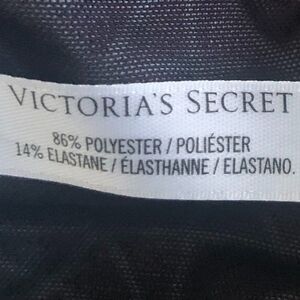 VICTORIA'S SECRET
86% POLYESTER / POLIÉSTER
14% ELASTANE / ÉLASTHANNE / ELASTANO.